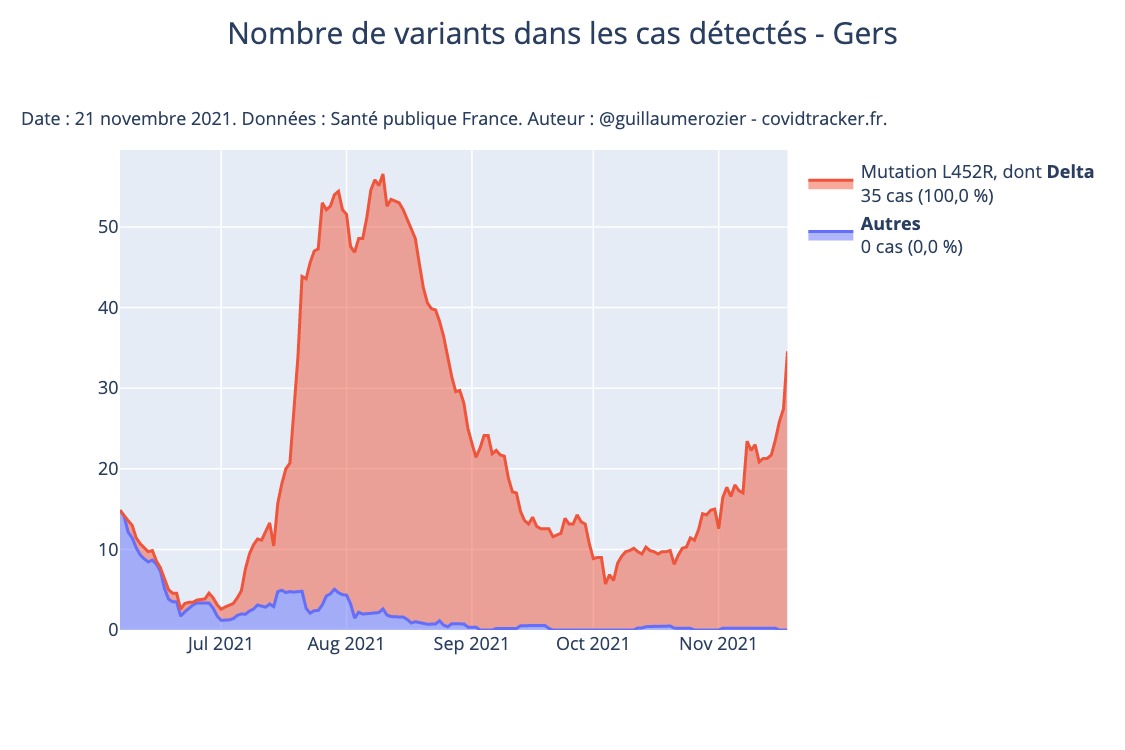 Nombre de variants dans les cas détectés - Gers
Date : 21 novembre 2021. Données : Santé publique France. Auteur : @guillaumerozier - covidtracker.fr.
Mutation L452R, dont Delta
35 cas (100,0 %)
Autres
0 cas (0,0 %)
50
40
30
20
10
0
Jul 2021
Aug 2021
Sep 2021
Oct 2021
Nov 2021